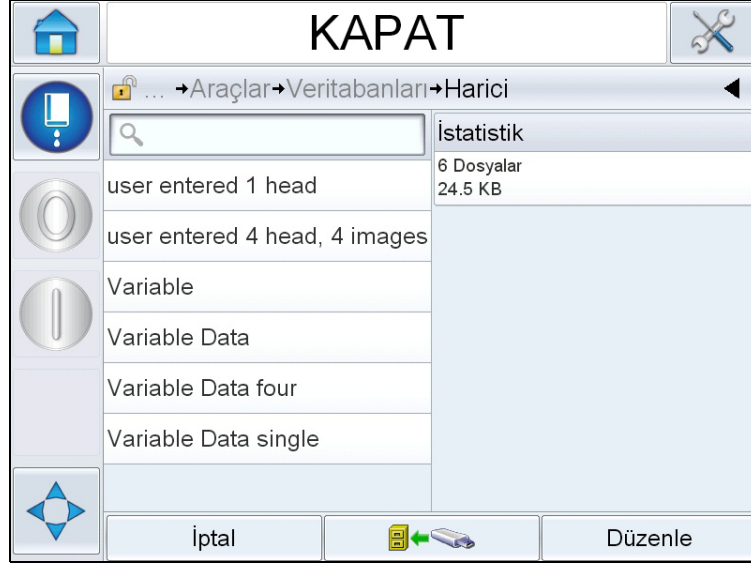 KAPAT
... →Araçlar→Veritabanları→Harici
İstatistik
6 Dosyalar
24.5 KB
user entered 1 head
user entered 4 head, 4 images
Variable
Variable Data
Variable Data four
Variable Data single
İptal
Düzenle